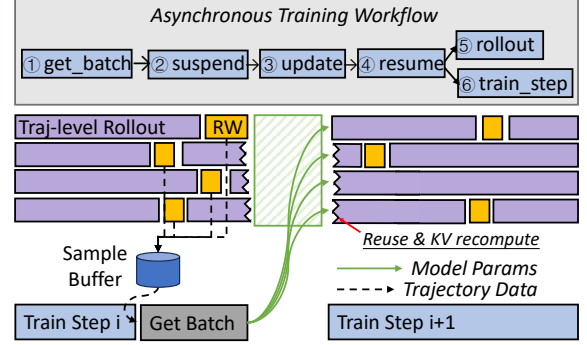 Asynchronous Training Workflow
① get_batch
② suspend
③ update
④ resume
⑤ rollout
⑥ train_step
Traj-level Rollout
RW
Reuse & KV recompute
Sample
Buffer
Model Params
Trajectory Data
Train Step i
Get Batch
Train Step i+1